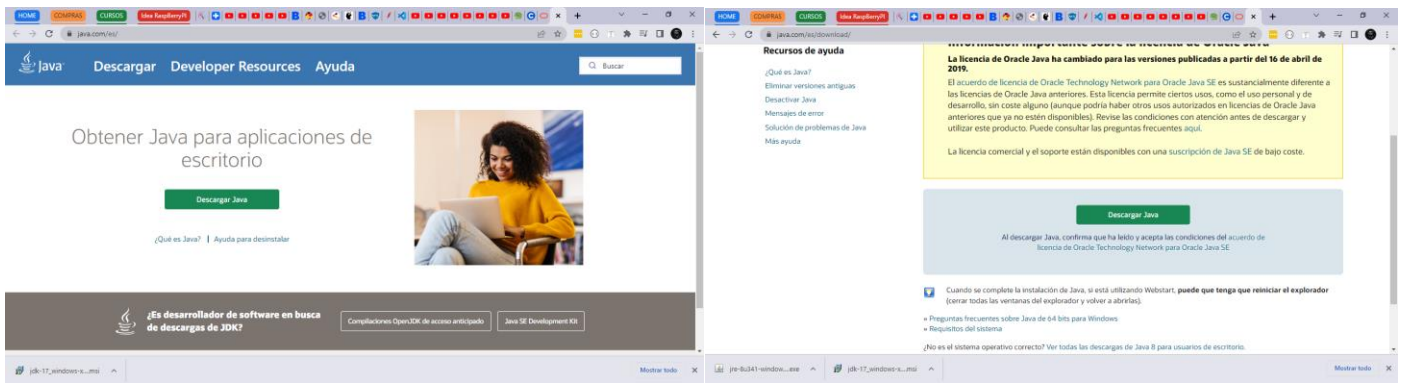 HOME COMPRAS CURSOS Idea RaspBerryPi
java.com/es/
Java Descargar Developer Resources Ayuda Buscar
Obtener Java para aplicaciones de
escritorio
Descargar Java
¿Qué es Java? | Ayuda para desinstalar
¿Es desarrollador de software en busca
de descargas de JDK?
Compilaciones OpenJDK de acceso anticipado
Java SE Development Kit
jdk-17_windows-s....msi
Mostrar todo
HOME COMPRAS CURSOS Idea RaspBerryPi
java.com/es/download/
Recursos de ayuda
¿Qué es Java?
Eliminar versiones antiguas
Desactivar Java
Mensajes de error
Solución de problemas de Java
Más ayuda
Información importante sobre la licencia de Oracle Java
La licencia de Oracle Java ha cambiado para las versiones publicadas a partir del 16 de abril de
2019.
El acuerdo de licencia de Oracle Technology Network para Oracle Java SE es sustancialmente diferente a
las licencias de Oracle Java anteriores. Esta licencia permite ciertos usos, como el uso personal y de
desarrollo, sin coste alguno (aunque podría haber otros usos autorizados en licencias de Oracle Java
anteriores que ya no estén disponibles). Revise las condiciones con atención antes de descargar y
utilizar este producto. Puede consultar las preguntas frecuentes aquí.
La licencia comercial y el soporte están disponibles con una suscripción de Java SE de bajo coste.
Descargar Java
Al descargar Java, confirma que ha leído y acepta las condiciones del acuerdo de
licencia de Oracle Technology Network para Oracle Java SE
Cuando se complete la instalación de Java, si está utilizando Webstart, puede que tenga que reiniciar el explorador
(cerrar todas las ventanas del explorador y volver a abrirlas).
» Preguntas frecuentes sobre Java de 64 bits para Windows
» Requisitos del sistema
¿No es el sistema operativo correcto? Ver todas las descargas de Java 8 para usuarios de escritorio.
jre-8u341-window....exe
jdk-17_windows-s....msi
Mostrar todo